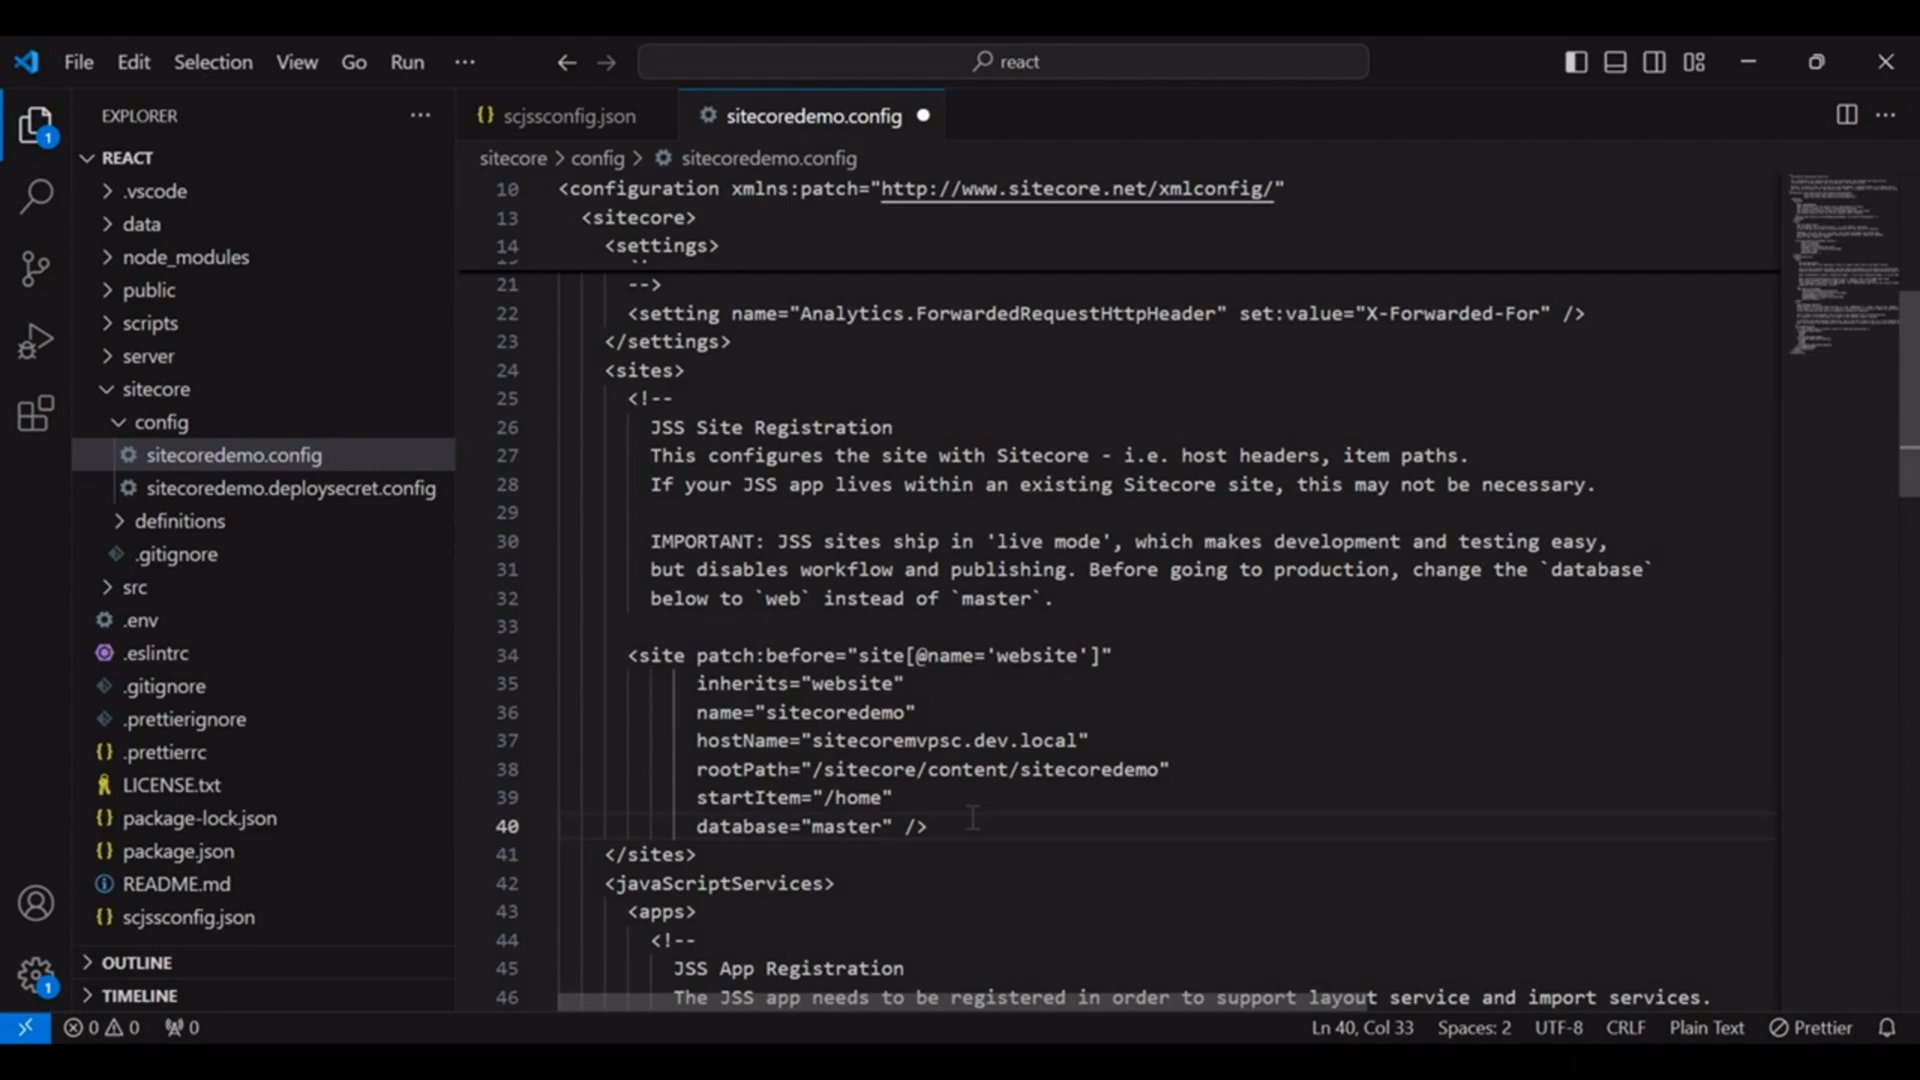 File Edit Selection View Go Run ··· react
EXPLORER ···
REACT
.vscode
data
node_modules
public
scripts
server
sitecore
config
sitecoredemo.config
sitecoredemo.deploysecret.config
definitions
.gitignore
src
.env
.eslintrc
.gitignore
.prettierignore
{} .prettierrc
LICENSE.txt
{} package-lock.json
{} package.json
README.md
{} scjssconfig.json
OUTLINE
TIMELINE
1
1
{} scjssconfig.json sitecoredemo.config
sitecore > config > sitecoredemo.config
10 <configuration xmlns:patch="http://www.sitecore.net/xmlconfig/"
13 <sitecore>
14 <settings>
21 -->
22 <setting name="Analytics.ForwardedRequestHttpHeader" set:value="X-Forwarded-For" />
23 </settings>
24 <sites>
25 <!--
26 JSS Site Registration
27 This configures the site with Sitecore - i.e. host headers, item paths.
28 If your JSS app lives within an existing Sitecore site, this may not be necessary.
29
30 IMPORTANT: JSS sites ship in 'live mode', which makes development and testing easy,
31 but disables workflow and publishing. Before going to production, change the `database`
32 below to `web` instead of `master`.
33
34 <site patch:before="site[@name='website']"
35 inherits="website"
36 name="sitecoredemo"
37 hostName="sitecoremvpsc.dev.local"
38 rootPath="/sitecore/content/sitecoredemo"
39 startItem="/home"
40 database="master" />
41 </sites>
42 <javaScriptServices>
43 <apps>
44 <!--
45 JSS App Registration
46 The JSS app needs to be registered in order to support layout service and import services.
0 0 0 Ln 40, Col 33 Spaces: 2 UTF-8 CRLF Plain Text Prettier